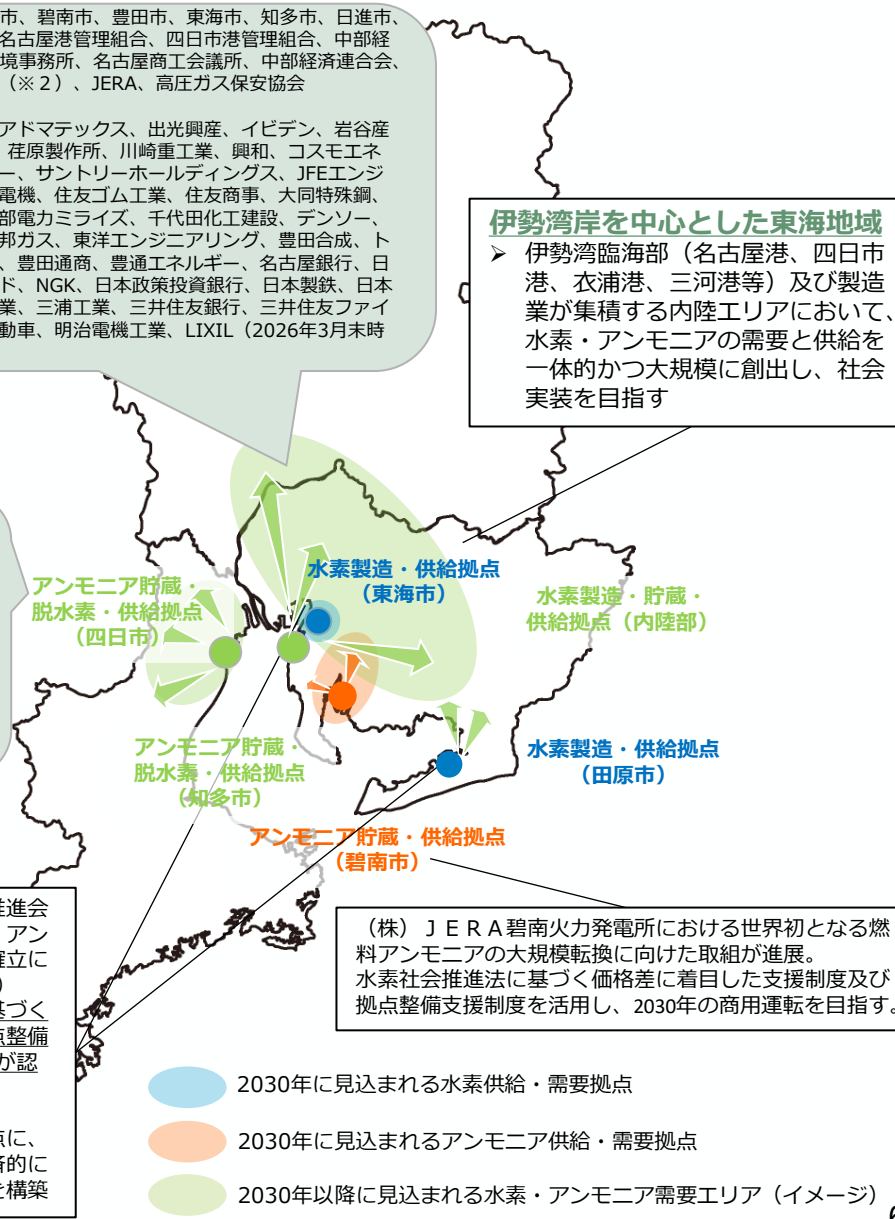 市、碧南市、豊田市、東海市、知多市、日進市、
名古屋港管理組合、四日市港管理組合、中部経
境事務所、名古屋商工会議所、中部経済連合会、
（※２）、JERA、高圧ガス保安協会
アドマテックス、出光興産、イビデン、岩谷産
荏原製作所、川崎重工業、興和、コスモエネ
ー、サントリーホールディングス、JFEエンジ
電機、住友ゴム工業、住友商事、大同特殊鋼、
部電力ミライズ、千代田化工建設、デンソー、
邦ガス、東洋エンジニアリング、豊田合成、ト
、豊田通商、豊通エネルギー、名古屋銀行、日
ド、NGK、日本政策投資銀行、日本製鉄、日本
業、三浦工業、三井住友銀行、三井住友ファイ
動車、明治電機工業、LIXIL（2026年3月末時
伊勢湾岸を中心とした東海地域
➢ 伊勢湾臨海部（名古屋港、四日市
港、衣浦港、三河港等）及び製造
業が集積する内陸エリアにおいて、
水素・アンモニアの需要と供給を
一体的かつ大規模に創出し、社会
実装を目指す
水素製造・供給拠点
（東海市）
アンモニア貯蔵・
脱水素・供給拠点
（四日市）
水素製造・貯蔵・
供給拠点（内陸部）
アンモニア貯蔵・
脱水素・供給拠点
（知多市）
水素製造・供給拠点
（田原市）
アンモニア貯蔵・供給拠点
（碧南市）
推進会
アン
確立に
）
基づく
点整備
が認
点に、
済的に
を構築
（株）ＪＥＲＡ碧南火力発電所における世界初となる燃
料アンモニアの大規模転換に向けた取組が進展。
水素社会推進法に基づく価格差に着目した支援制度及び
拠点整備支援制度を活用し、2030年の商用運転を目指す。
2030年に見込まれる水素供給・需要拠点
2030年に見込まれるアンモニア供給・需要拠点
2030年以降に見込まれる水素・アンモニア需要エリア（イメージ）